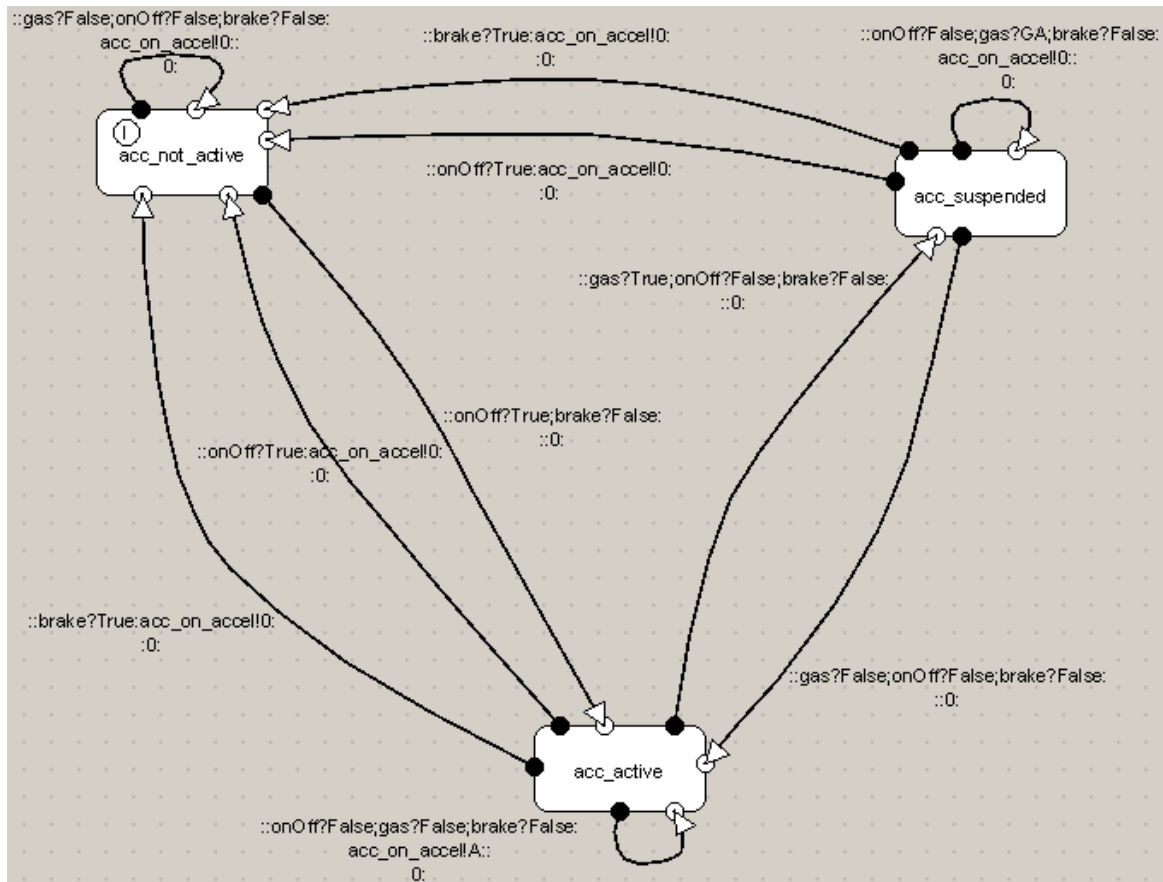 ::gas?False;onOff?False;brake?False:
acc_on_accel!0::
0:
::brake?True:acc_on_accel!0:
:0:
::onOff?False;gas?GA;brake?False:
acc_on_accel!0::
0:
I
acc_not_active
::onOff?True:acc_on_accel!0:
:0:
acc_suspended
::gas?True;onOff?False;brake?False:
::0:
::onOff?True;brake?False:
::0:
::onOff?True:acc_on_accel!0:
:0:
::brake?True:acc_on_accel!0:
:0:
::gas?False;onOff?False;brake?False:
::0:
acc_active
::onOff?False;gas?False;brake?False:
acc_on_accel!A::
0: